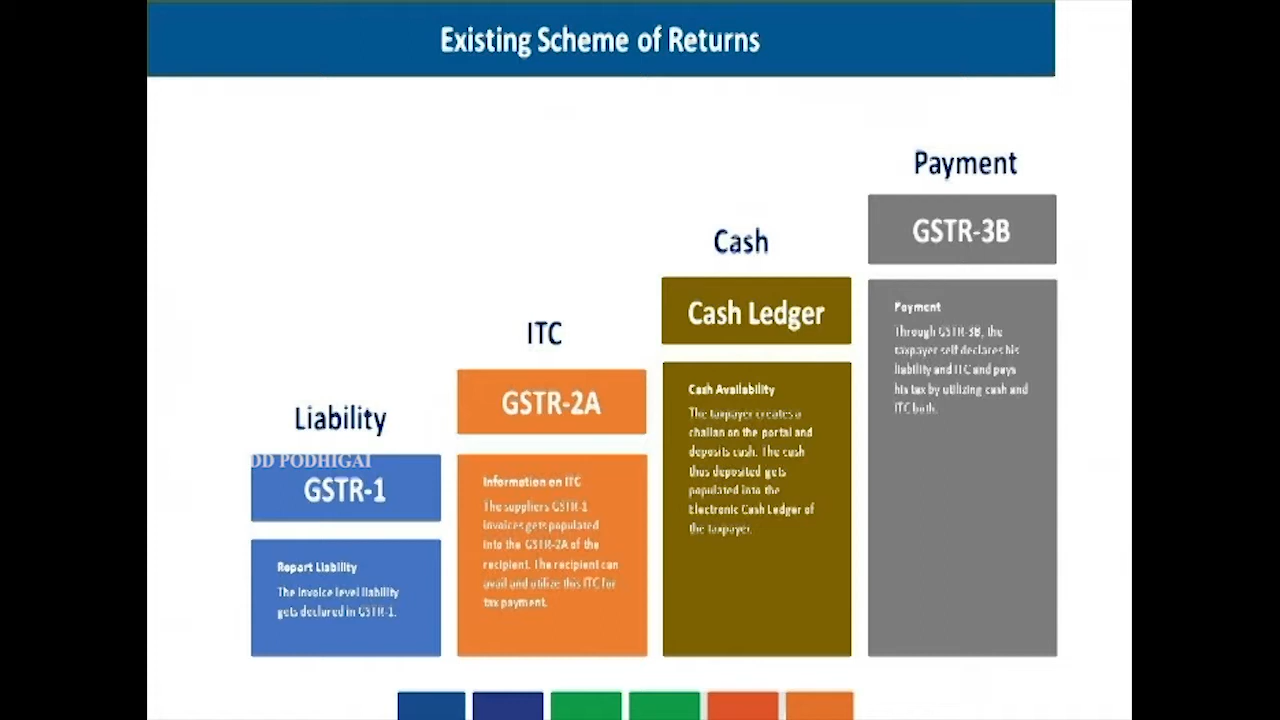 Existing Scheme of Returns
Payment
GSTR-3B
Cash
Cash Ledger
ITC
GSTR-2A
Liability
DD PODHIGAI
GSTR-1
Report Liability
The invoice level liability
gets declared in GSTR-1.
Information on ITC
The suppliers GSTR-1
invoices gets populated
into the GSTR-2A of the
recipient. The recipient can
avail and utilize this ITC for
tax payment.
Cash Availability
The taxpayer creates a
challan on the portal and
deposits cash. The cash
thus deposited gets
populated into the
Electronic Cash Ledger of
the taxpayer.
Payment
Through GSTR-3B, the
taxpayer self declares his
liability and ITC and pays
his tax by utilizing cash and
ITC both.